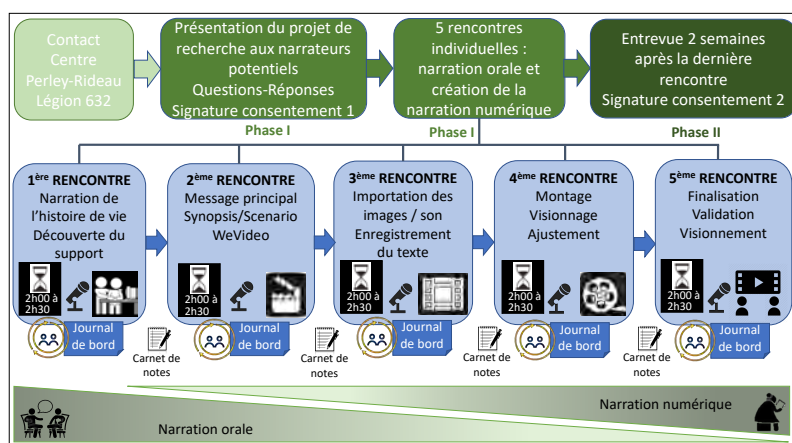 Contact
Centre
Perley-Rideau
Légion 632
Présentation du projet de
recherche aux narrateurs
potentiels
Questions-Réponses
Signature consentement 1
5 rencontres
individuelles :
narration orale et
création de la
narration numérique
Entrevue 2 semaines
après la dernière
rencontre
Signature consentement 2
Phase I
Phase I
Phase II
1ère RENCONTRE
Narration de
l'histoire de vie
Découverte du
support
2h00 à
2h30
Journal
de bord
2ème RENCONTRE
Message principal
Synopsis/Scenario
WeVideo
2h00 à
2h30
Journal
de bord
3ème RENCONTRE
Importation des
images / son
Enregistrement
du texte
2h00 à
2h30
Journal
de bord
4ème RENCONTRE
Montage
Visionnage
Ajustement
2h00 à
2h30
Journal
de bord
5ème RENCONTRE
Finalisation
Validation
Visionnement
2h00 à
2h30
Journal
de bord
Carnet de
notes
Carnet de
notes
Carnet de
notes
Carnet de
notes
Narration numérique
Narration orale